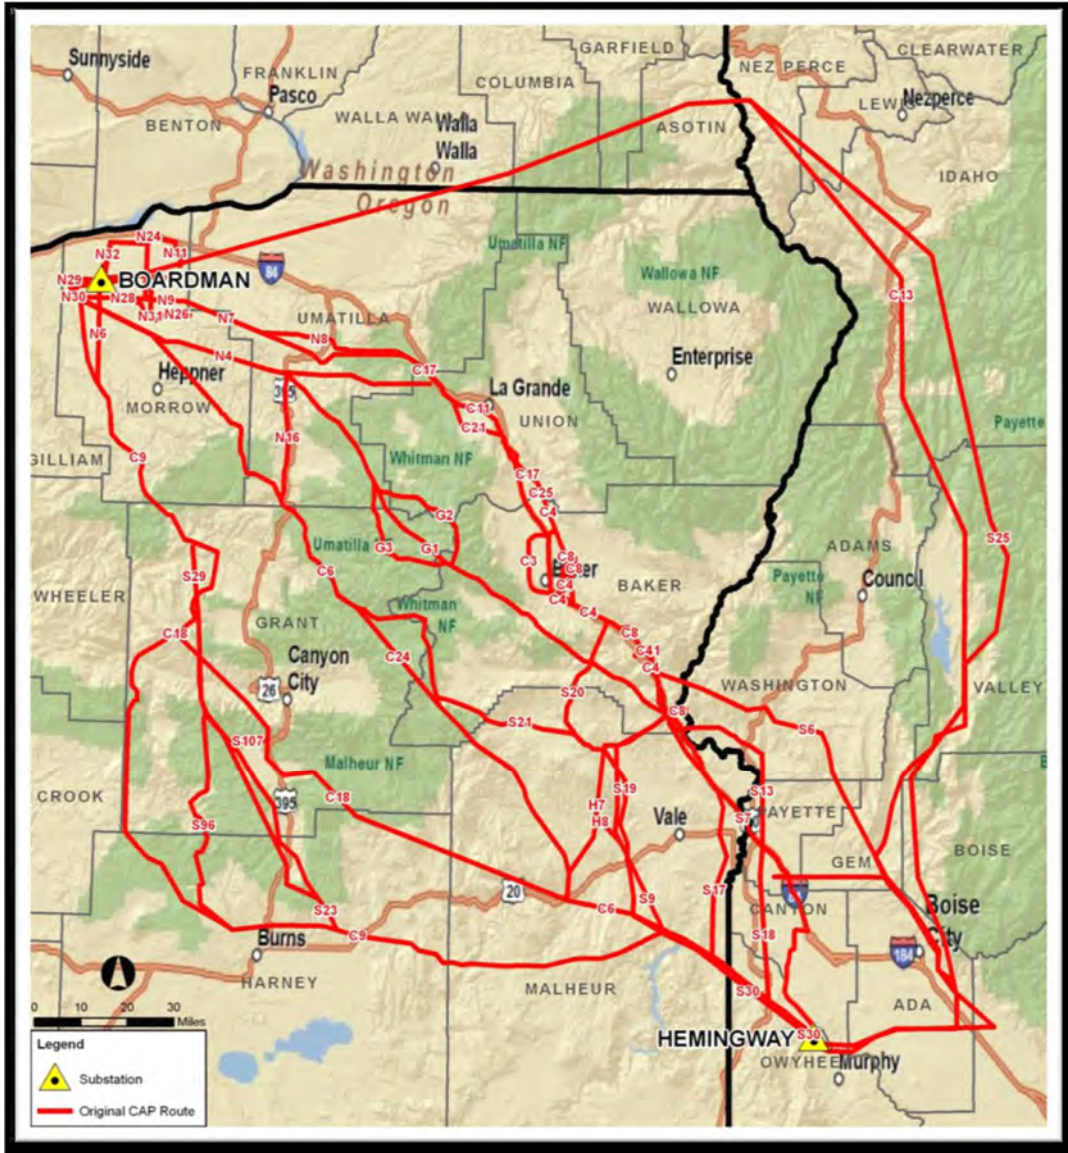 GARFIELD
CLEARWATER
Sunnyside
NEZ PERCE
FRANKLIN
COLUMBIA
Pasco
LEWIS
Nezperce
WALLA WALLA
BENTON
Walla
Walla
ASOTIN
Washington
IDAHO
Oregon
N24
Umatilla NF
N11
N32
84
Wallowa NF
N29
BOARDMAN
N30
N28
N9
C13
WALLOWA
N31
N26
N7
UMATILLA
N6
N8
N4
Enterprise
Heppner
C17
395
La Grande
MORROW
C11
Payette
UNION
C21
N16
GILLIAM
C9
Whitman NF
C17
C25
G2
C4
S25
Umatilla NF
G3
G1
ADAMS
C3
C8
C8
C6
Baker
BAKER
Payette
NF
Council
S29
C4
WHEELER
Whitman
NF
C4
C4
GRANT
C18
C8
C24
C41
Canyon
City
C4
WASHINGTON
VALLEY
26
S20
C8
S21
S6
S107
Malheur NF
S19
S13
CROOK
C18
395
H7
S96
H8
Vale
S7
PAYETTE
GEM
BOISE
20
S17
S9
CANYON
Boise
City
C6
S23
S18
Burns
C9
184
HARNEY
MALHEUR
S30
ADA
0 10 20 30
Miles
HEMINGWAY
S30
OWYHEE
Murphy
Legend
Substation
Original CAP Route